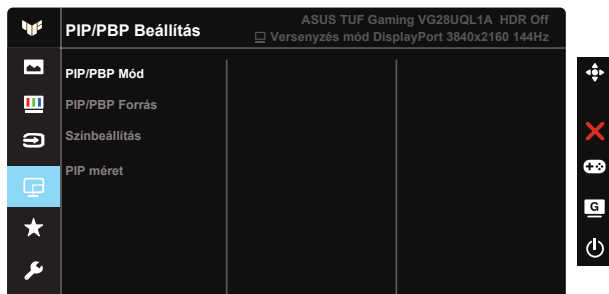 PIP/PBP Beállítás
ASUS TUF Gaming VG28UQL1A HDR Off
Versenyzés mód DisplayPort 3840x2160 144Hz
PIP/PBP Mód
PIP/PBP Forrás
Színbeállítás
PIP méret
G